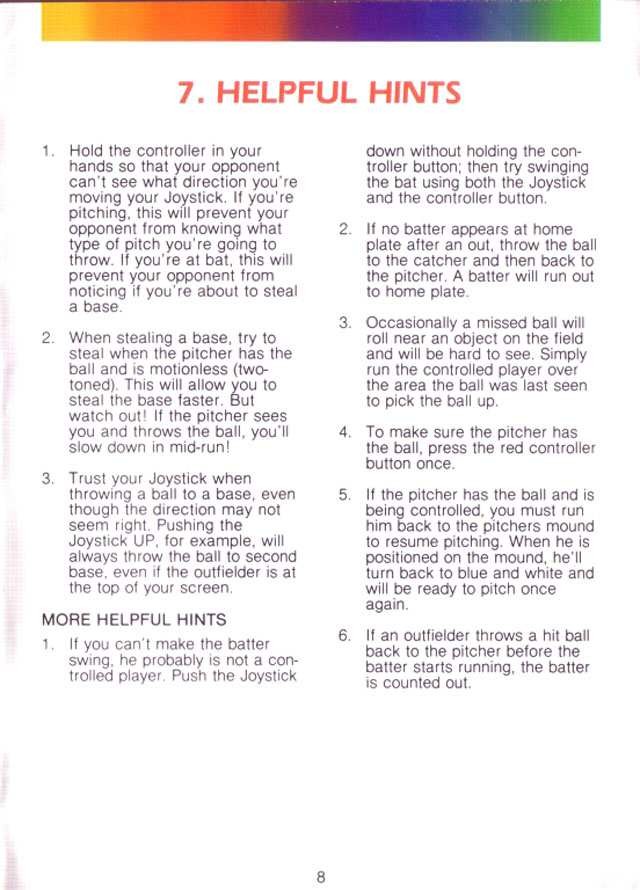 7. HELPFUL HINTS
1. Hold the controller in your
hands so that your opponent
can't see what direction you're
moving your Joystick. If you're
pitching, this will prevent your
opponent from knowing what
type of pitch you're going to
throw. If you're at bat, this will
prevent your opponent from
noticing if you're about to steal
a base.
2. When stealing a base, try to
steal when the pitcher has the
ball and is motionless (two-
toned). This will allow you to
steal the base faster. But
watch out! If the pitcher sees
you and throws the ball, you'll
slow down in mid-run!
3. Trust your Joystick when
throwing a ball to a base, even
though the direction may not
seem right. Pushing the
Joystick UP, for example, will
always throw the ball to second
base, even if the outfielder is at
the top of your screen.
MORE HELPFUL HINTS
1. If you can't make the batter
swing, he probably is not a con-
trolled player. Push the Joystick
down without holding the con-
troller button; then try swinging
the bat using both the Joystick
and the controller button.
2. If no batter appears at home
plate after an out, throw the ball
to the catcher and then back to
the pitcher. A batter will run out
to home plate.
3. Occasionally a missed ball will
roll near an object on the field
and will be hard to see. Simply
run the controlled player over
the area the ball was last seen
to pick the ball up.
4. To make sure the pitcher has
the ball, press the red controller
button once.
5. If the pitcher has the ball and is
being controlled, you must run
him back to the pitchers mound
to resume pitching. When he is
positioned on the mound, he'll
turn back to blue and white and
will be ready to pitch once
again.
6. If an outfielder throws a hit ball
back to the pitcher before the
batter starts running, the batter
is counted out.
8